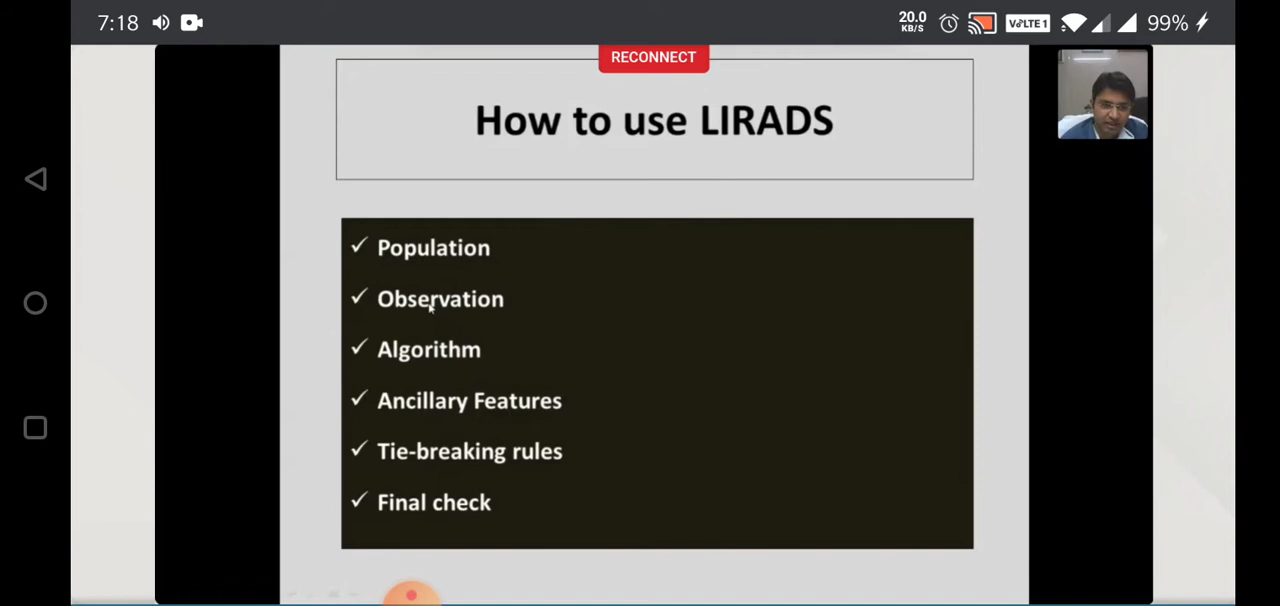 7:18
20.0
KB/S
VoLTE 1
99%
RECONNECT
How to use LIRADS
✓ Population
✓ Observation
✓ Algorithm
✓ Ancillary Features
✓ Tie-breaking rules
✓ Final check